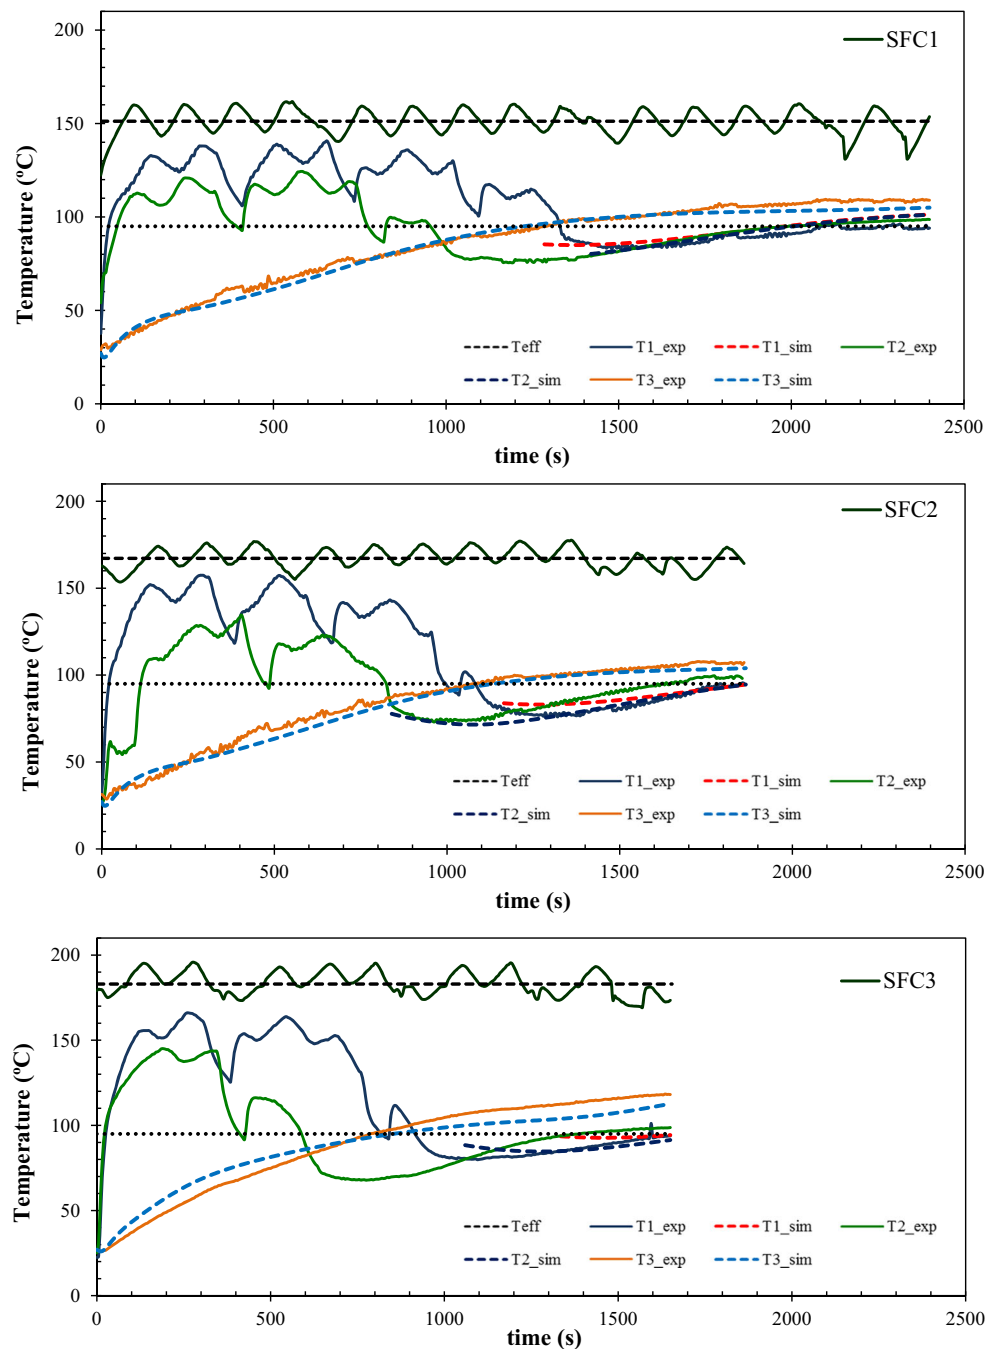 200
150
100
50
0
Temperature (ºC)
SFC1
Teff T1_exp T1_sim T2_exp
T2_sim T3_exp T3_sim
0 500 1000 1500 2000 2500
time (s)
200
150
100
50
0
Temperature (ºC)
SFC2
Teff T1_exp T1_sim T2_exp
T2_sim T3_exp T3_sim
0 500 1000 1500 2000 2500
time (s)
200
150
100
50
0
Temperature (ºC)
SFC3
Teff T1_exp T1_sim T2_exp
T2_sim T3_exp T3_sim
0 500 1000 1500 2000 2500
time (s)